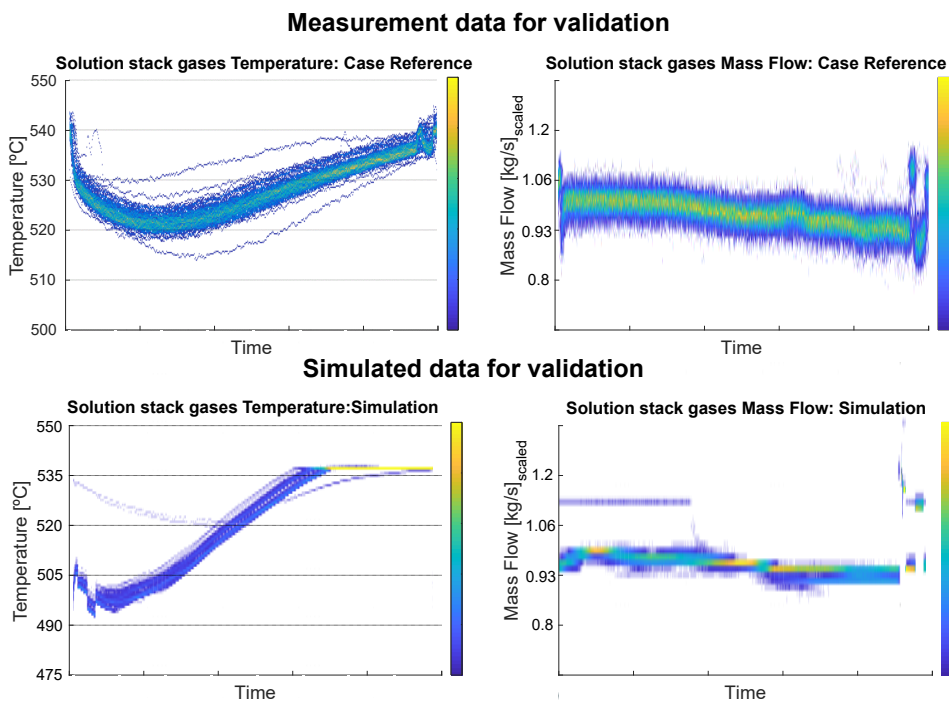 Measurement data for validation
Solution stack gases Temperature: Case Reference
550
540
530
520
510
500
Temperature [ºC]
Time
Solution stack gases Mass Flow: Case Reference
1.2
1.06
0.93
0.8
Mass Flow [kg/s]scaled
Time
Simulated data for validation
Solution stack gases Temperature:Simulation
550
535
520
505
490
475
Temperature [ºC]
Time
Solution stack gases Mass Flow: Simulation
1.2
1.06
0.93
0.8
Mass Flow [kg/s]scaled
Time